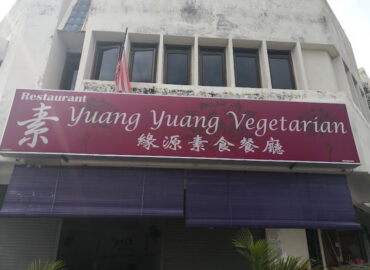 Restaurant
素 Yuang Yuang Vegetarian
緣源素食餐廳